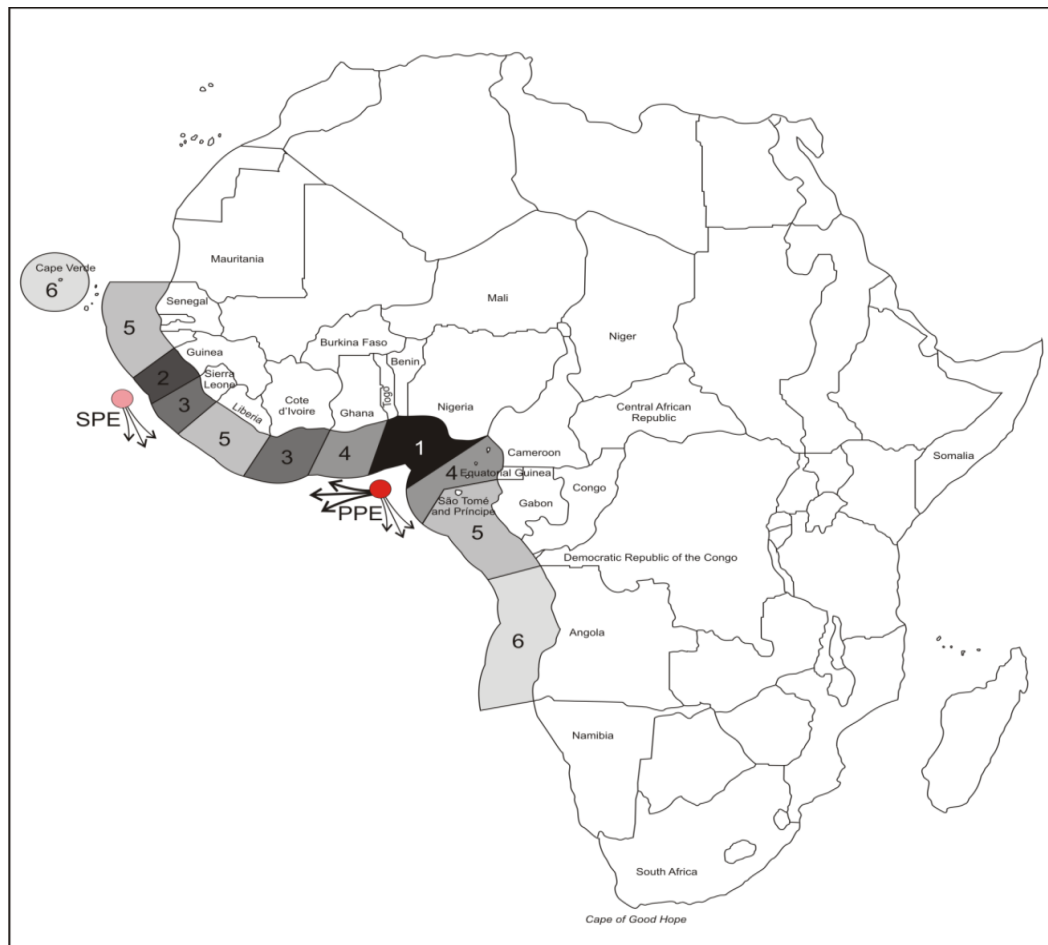 Mauritania
Cape Verde
6
Senegal
Mali
5
Burkina Faso
Niger
Guinea
Benin
2
Sierra
Leone
Togo
3
Liberia
Cote
d'Ivoire
Ghana
Nigeria
Central African
Republic
SPE
5
3
4
1
Cameroon
Somalia
4
Equatorial Guinea
São Tomé
and Príncipe
Gabon
Congo
PPE
5
Democratic Republic of the Congo
6
Angola
Namibia
South Africa
Cape of Good Hope